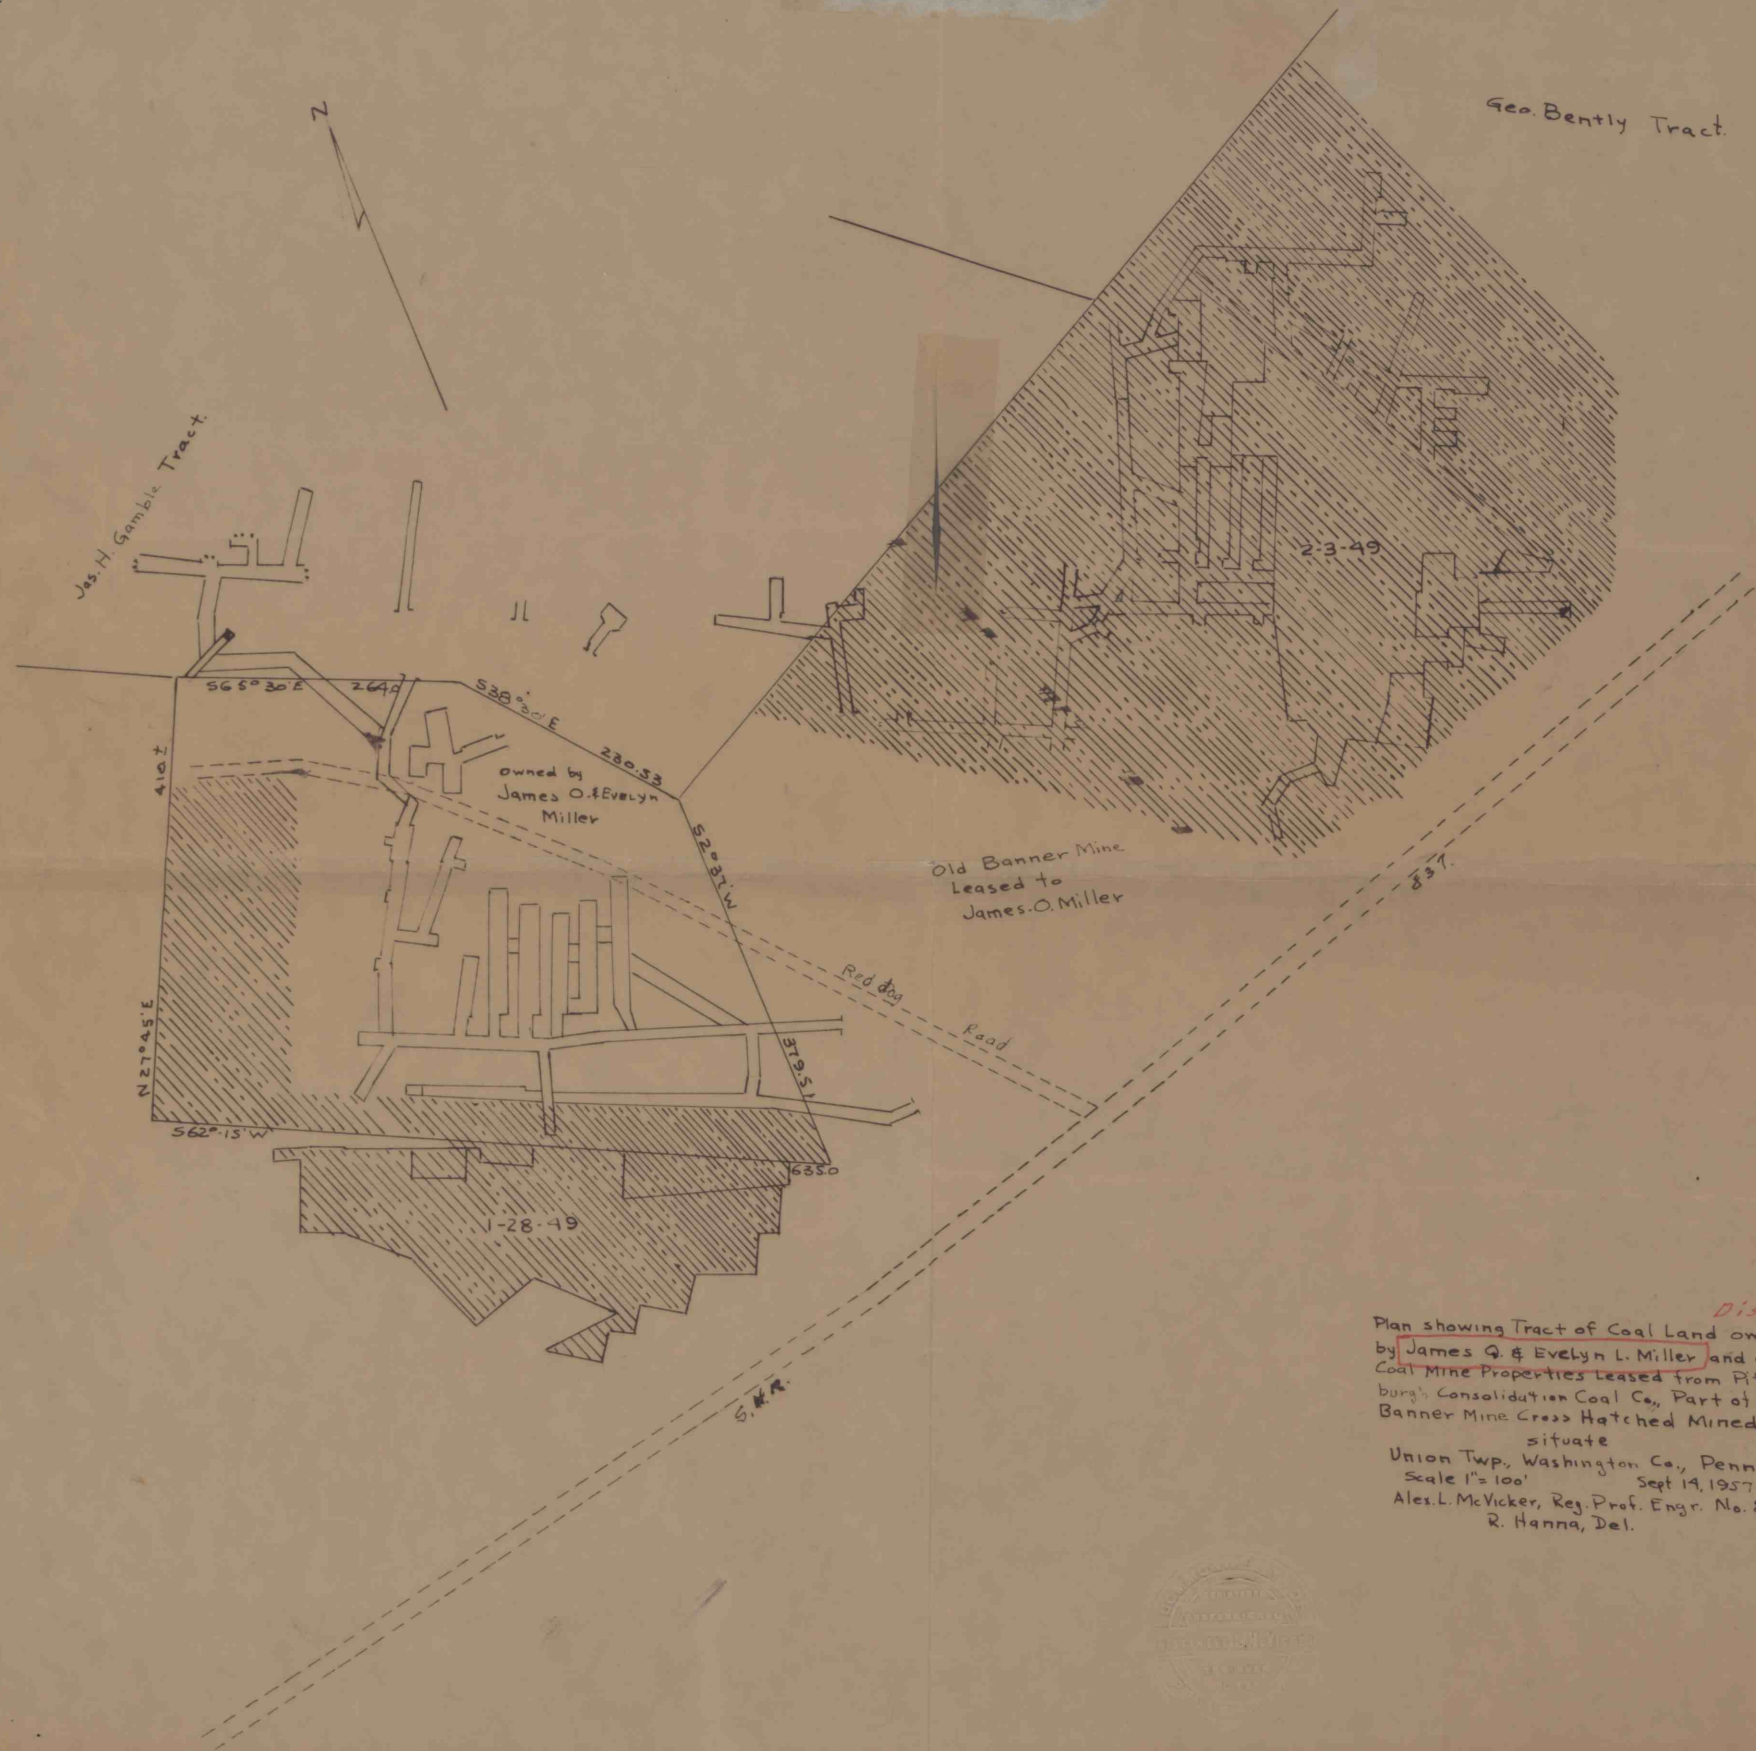 Geo. Bently Tract.
N
Jas. H. Gamble Tract.
S65°30'E 264.0
S38°30'E
230.53
410±
owned by
James O. & Evelyn
Miller
S2°37'W
379.51
N27°45'E
S62°-15'W
635.0
2-3-49
Old Banner Mine
Leased to
James. O. Miller
Red dog
Road
837.
1-28-49
S.H.R.
Plan showing Tract of Coal Land
by James O. & Evelyn L. Miller and
Coal Mine Properties Leased from
burgh Consolidation Coal Co., Part of
Banner Mine Cross Hatched Mined
situate
Union Twp., Washington Co., Penn
Scale 1"= 100' Sept 14, 1957
Alex. L. McVicker, Reg. Prof. Engr. No.
R. Hanna, Del.